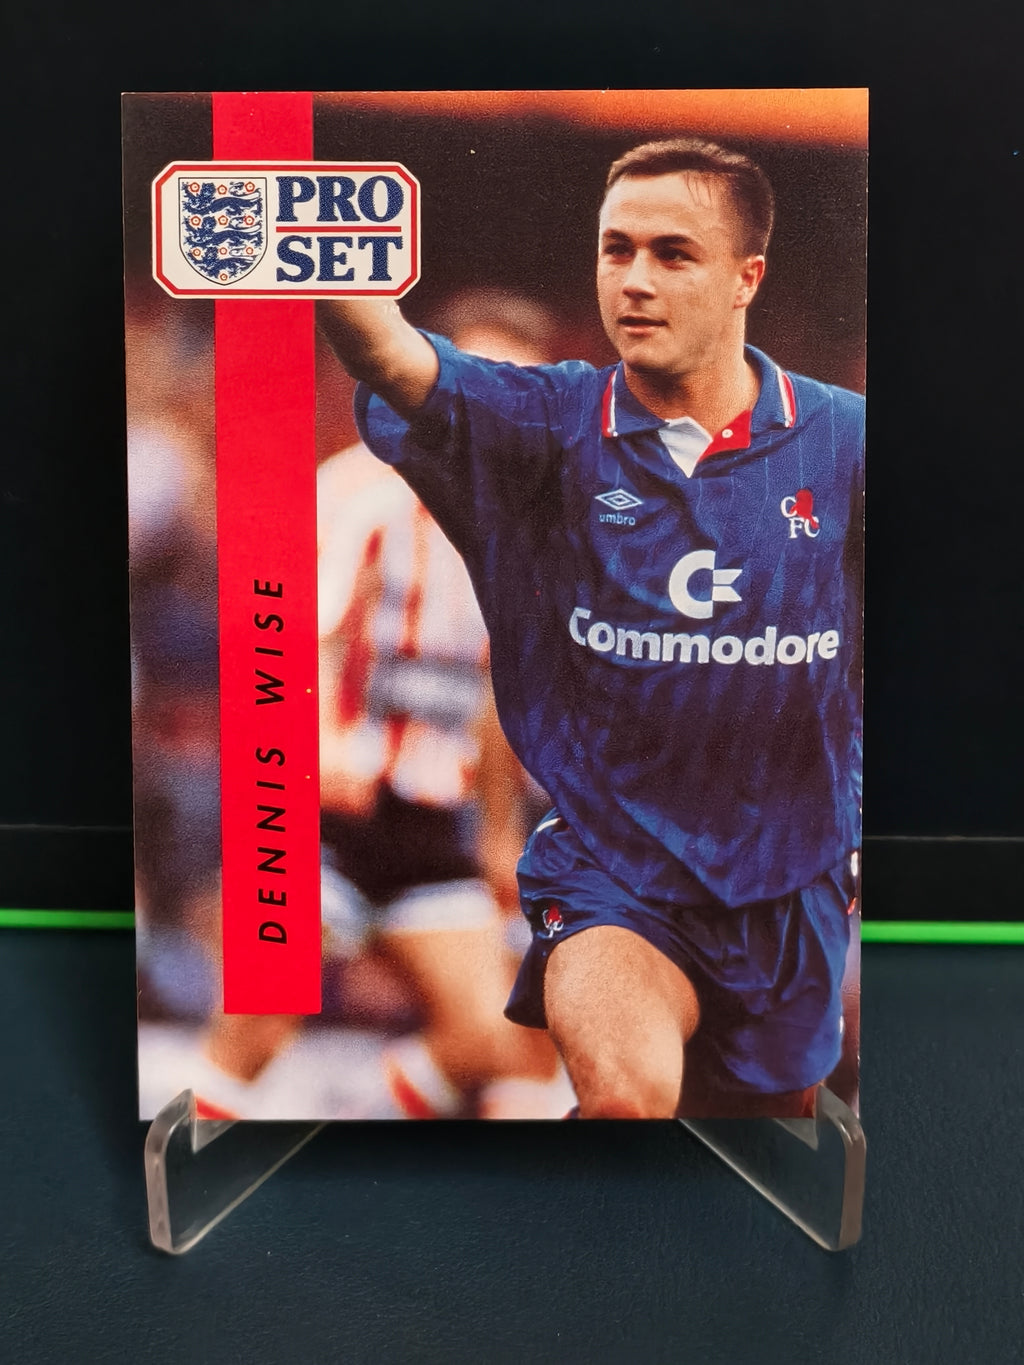 PRO
SET
DENNIS WISE
umbro
CFC
Commodore